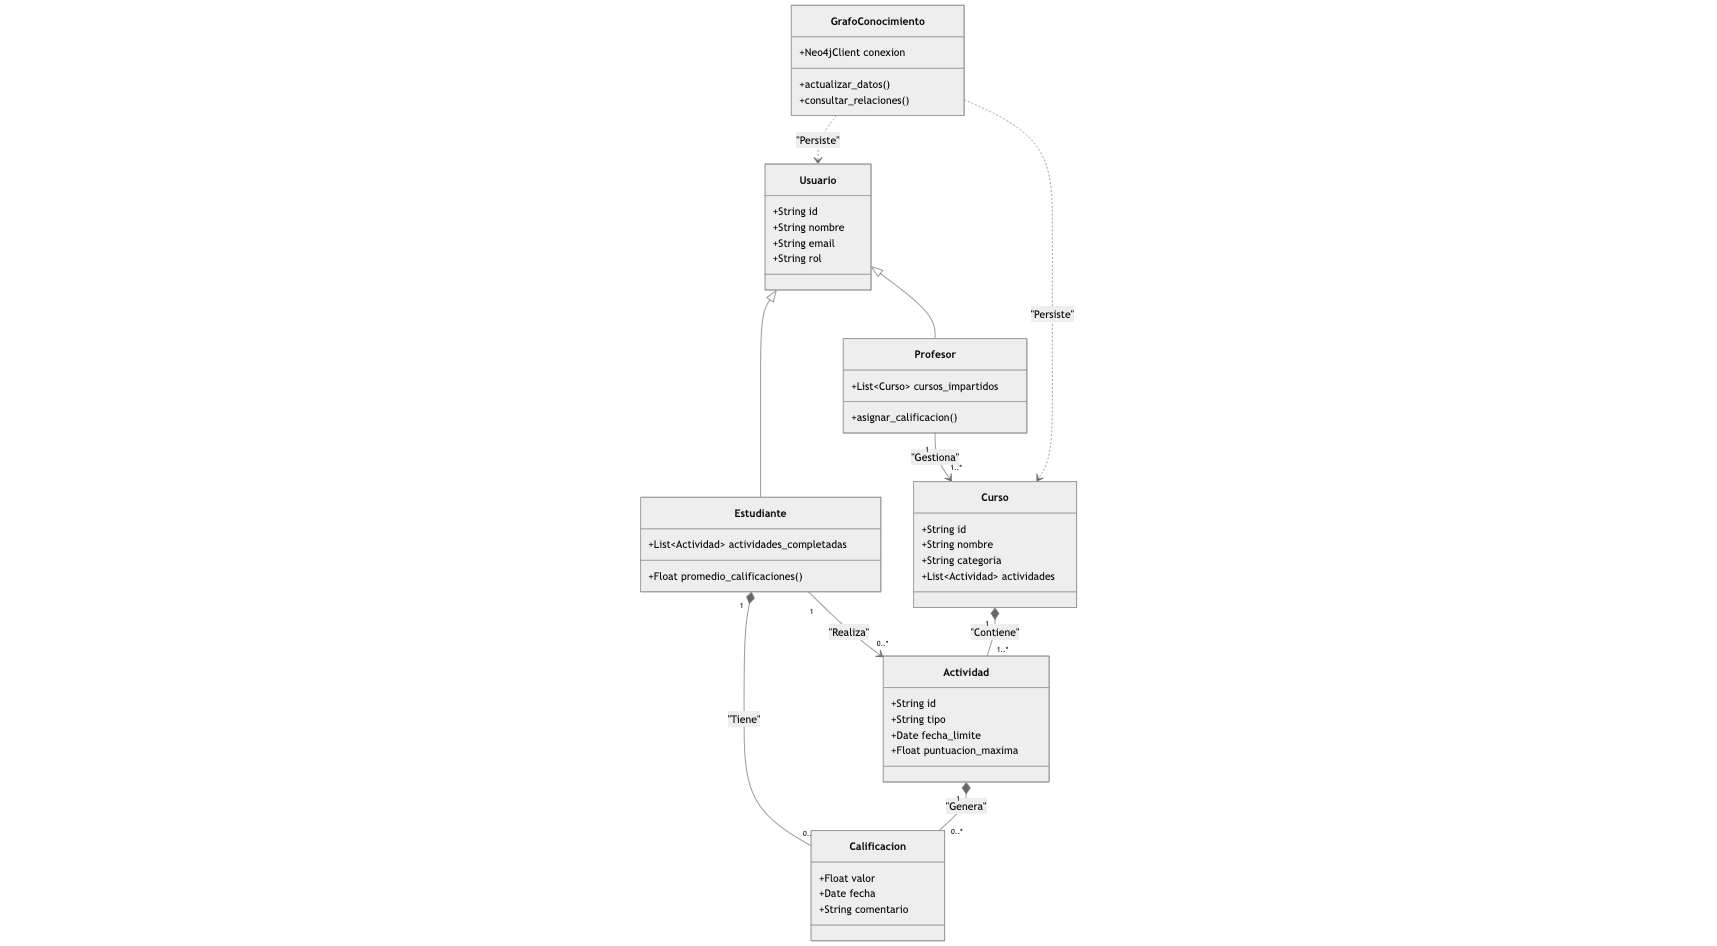 GrafoConocimiento
+Neo4jClient conexion
+actualizar_datos()
+consultar_relaciones()
"Persiste"
Usuario
+String id
+String nombre
+String email
+String rol
"Persiste"
Profesor
+List<Curso> cursos_impartidos
+asignar_calificacion()
1
"Gestiona"
1..*
Curso
+String id
+String nombre
+String categoria
+List<Actividad> actividades
Estudiante
+List<Actividad> actividades_completadas
+Float promedio_calificaciones()
1
1
"Realiza"
0..*
1
"Contiene"
1..*
Actividad
+String id
+String tipo
+Date fecha_limite
+Float puntuacion_maxima
"Tiene"
1
"Genera"
0..*
0..
Calificacion
+Float valor
+Date fecha
+String comentario